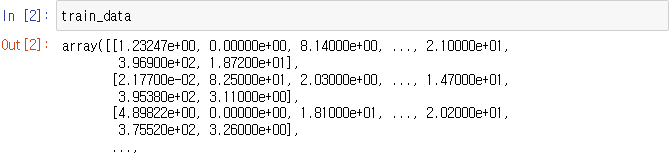 In [2]: train_data
Out[2]: array([[1.23247e+00, 0.00000e+00, 8.14000e+00, ..., 2.10000e+01,
3.96900e+02, 1.87200e+01],
[2.17700e-02, 8.25000e+01, 2.03000e+00, ..., 1.47000e+01,
3.95380e+02, 3.11000e+00],
[4.89822e+00, 0.00000e+00, 1.81000e+01, ..., 2.02000e+01,
3.75520e+02, 3.26000e+00],
...,